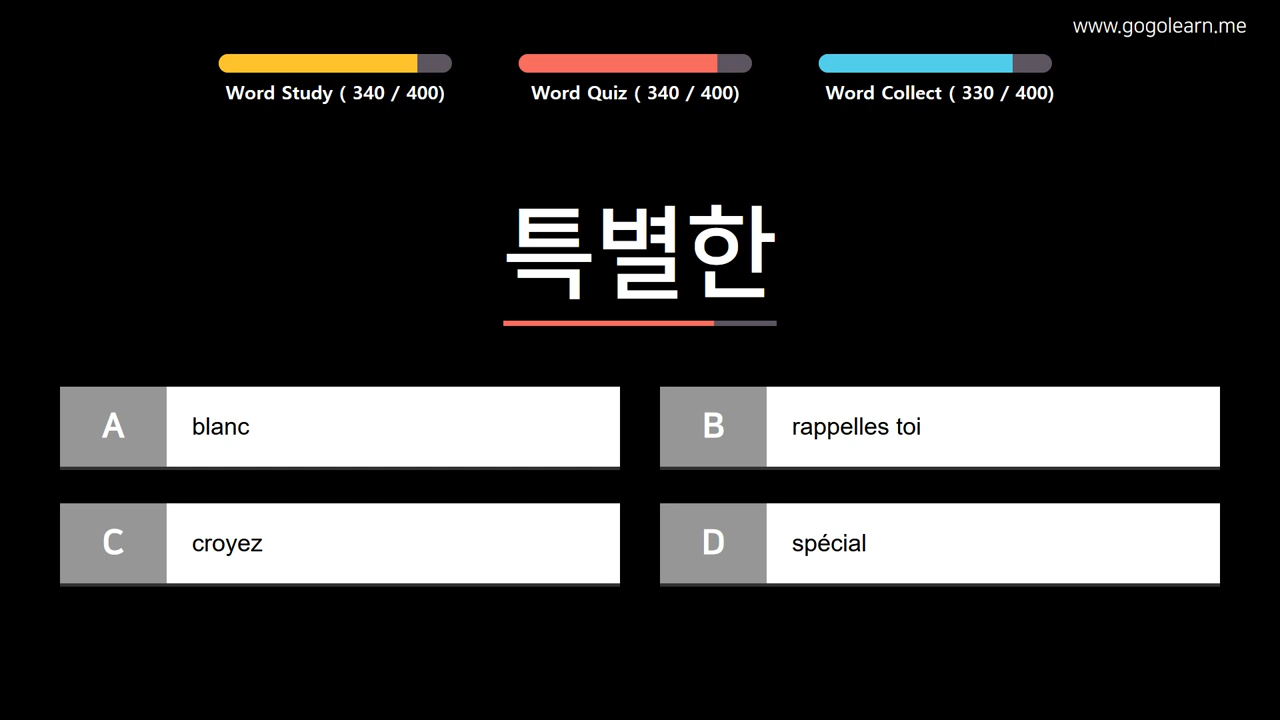 www.gogolearn.me
Word Study ( 340 / 400)
Word Quiz ( 340 / 400)
Word Collect ( 330 / 400)
특별한
A
blanc
B
rappelles toi
C
croyez
D
spécial